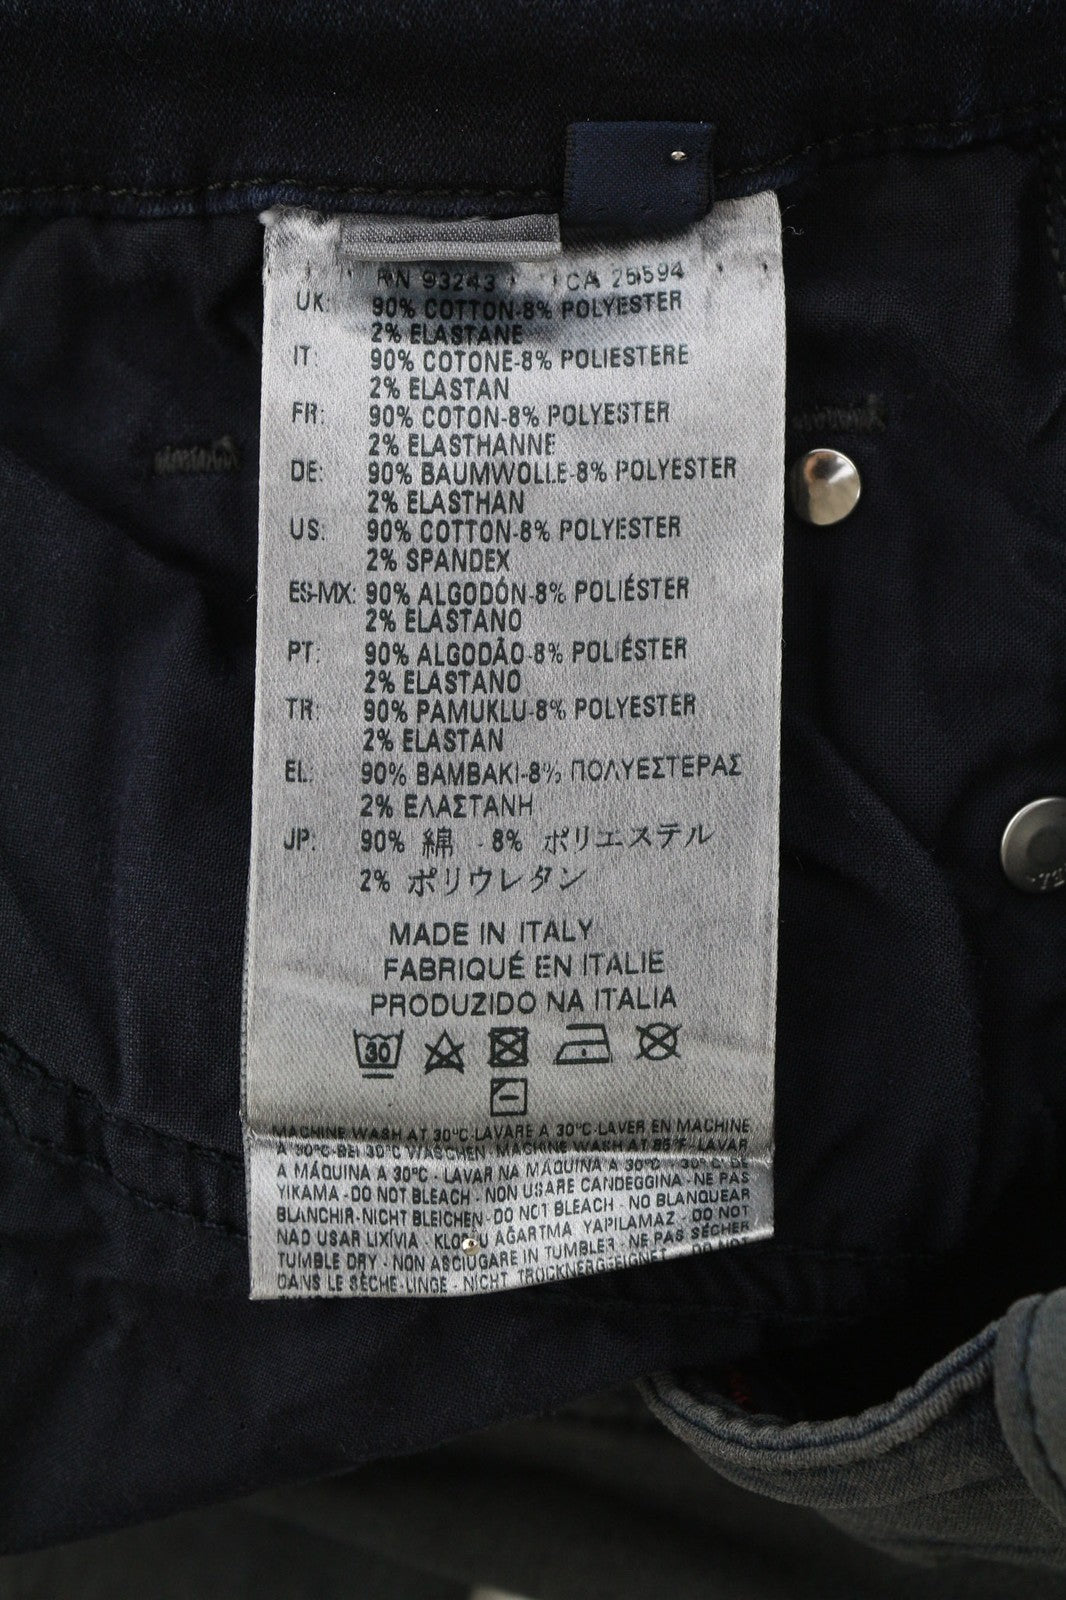 RN 93243 CA 25594
UK: 90% COTTON-8% POLYESTER
2% ELASTANE
IT: 90% COTONE-8% POLIESTERE
2% ELASTAN
FR: 90% COTON-8% POLYESTER
2% ELASTHANNE
DE: 90% BAUMWOLLE-8% POLYESTER
2% ELASTHAN
US: 90% COTTON-8% POLYESTER
2% SPANDEX
ES-MX: 90% ALGODÓN-8% POLIÉSTER
2% ELASTANO
PT: 90% ALGODÃO-8% POLIÉSTER
2% ELASTANO
TR: 90% PAMUKLU-8% POLYESTER
2% ELASTAN
EL: 90% BAMBAKI-8% ΠΟΛΥΕΣΤΕΡΑΣ
2% ΕΛΑΣΤΑΝΗ
JP: 90% 綿 - 8% ポリエステル
2% ポリウレタン
MADE IN ITALY
FABRIQUÉ EN ITALIE
PRODUZIDO NA ITALIA
30
MACHINE WASH AT 30°C-LAVARE A 30°C-LAVER EN MACHINE
A 30°C-BEI 30°C WASCHEN- MACHINE WASH AT 86°F - LAVAR
A MÁQUINA A 30°C - LAVAR NA MÁQUINA A 30°C - 30°C DE
YIKAMA - DO NOT BLEACH - NON USARE CANDEGGINA - NE PAS
BLANCHIR-NICHT BLEICHEN-DO NOT BLEACH - NO BLANQUEAR
NAO USAR LIXÍVIA - KLORLU AĞARTMA YAPILAMAZ - DO NOT
TUMBLE DRY - NON ASCIUGARE IN TUMBLER - NE PAS SÉCHER
DANS LE SÈCHE-LINGE - NICHT TROCKNERGEEIGNET - DO NOT